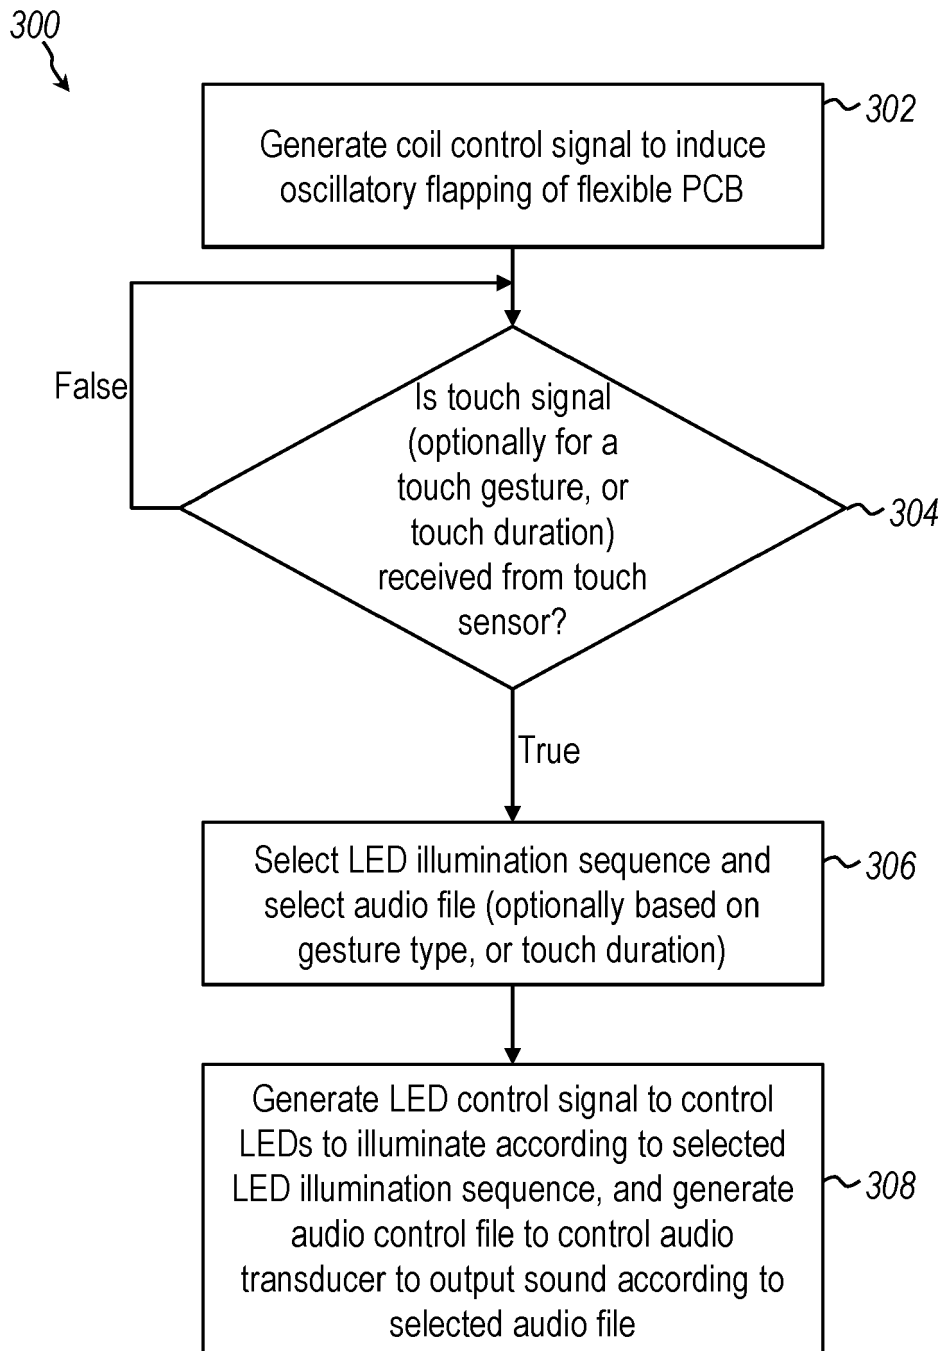 300
302
Generate coil control signal to induce
oscillatory flapping of flexible PCB
False
Is touch signal
(optionally for a
touch gesture, or
touch duration)
received from touch
sensor?
304
True
Select LED illumination sequence and
select audio file (optionally based on
gesture type, or touch duration)
306
Generate LED control signal to control
LEDs to illuminate according to selected
LED illumination sequence, and generate
audio control file to control audio
transducer to output sound according to
selected audio file
308